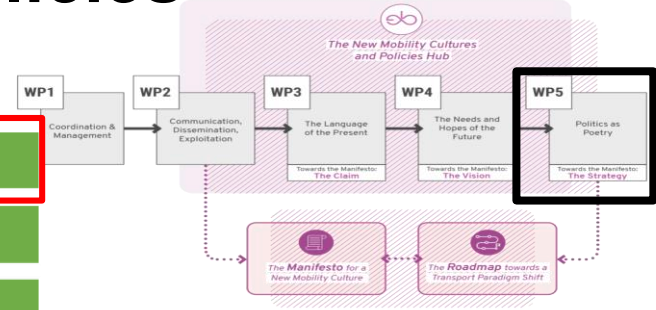 The New Mobility Cultures
and Policies Hub
WP1
Coordination &
Management
WP2
Communication,
Dissemination,
Exploitation
WP3
The Language
of the Present
Towards the Manifesto:
The Claim
WP4
The Needs and
Hopes of the
Future
Towards the Manifesto:
The Vision
WP5
Politics as
Poetry
Towards the Manifesto:
The Strategy
The Manifesto for a
New Mobility Culture
The Roadmap towards a
Transport Paradigm Shift